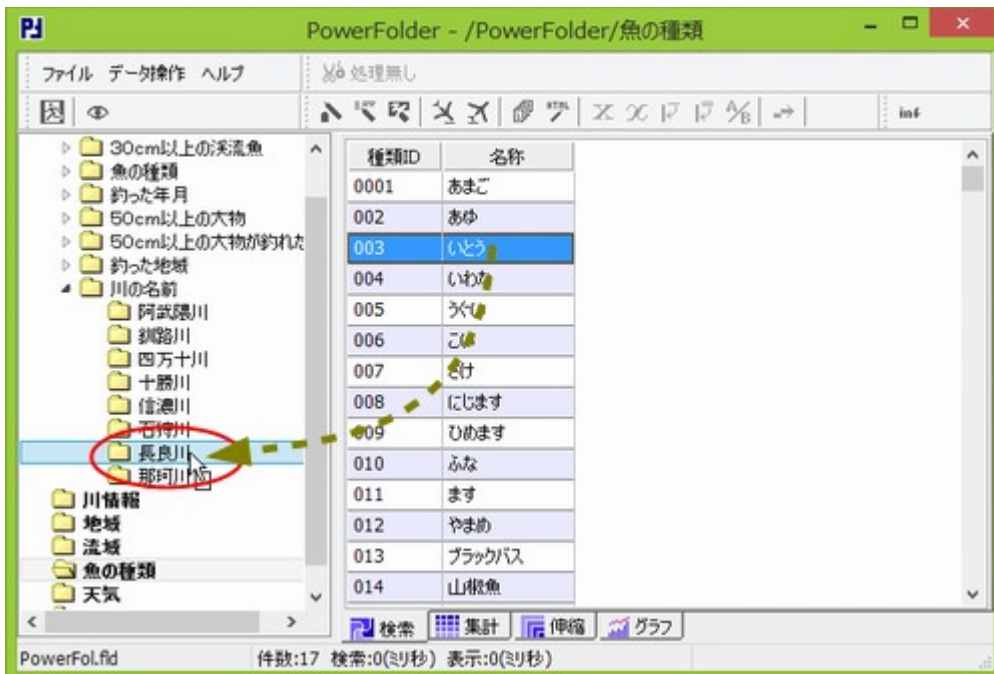 PowerFolder - /PowerFolder/魚の種類
ファイル データ操作 ヘルプ
処理無し
inf
30cm以上の渓流魚
魚の種類
釣った年月
50cm以上の大物
50cm以上の大物が釣れた
釣った地域
川の名前
阿武隈川
釧路川
四万十川
十勝川
信濃川
石狩川
長良川
那珂川
川情報
地域
流域
魚の種類
天気
種類ID 名称
0001 あまご
002 あゆ
003 いとう
004 いわな
005 うぐい
006 こい
007 さけ
008 にじます
009 ひめます
010 ふな
011 ます
012 やまめ
013 ブラックバス
014 山椒魚
検索 集計 伸縮 グラフ
PowerFol.fld 件数:17 検索:0(ミリ秒) 表示:0(ミリ秒)